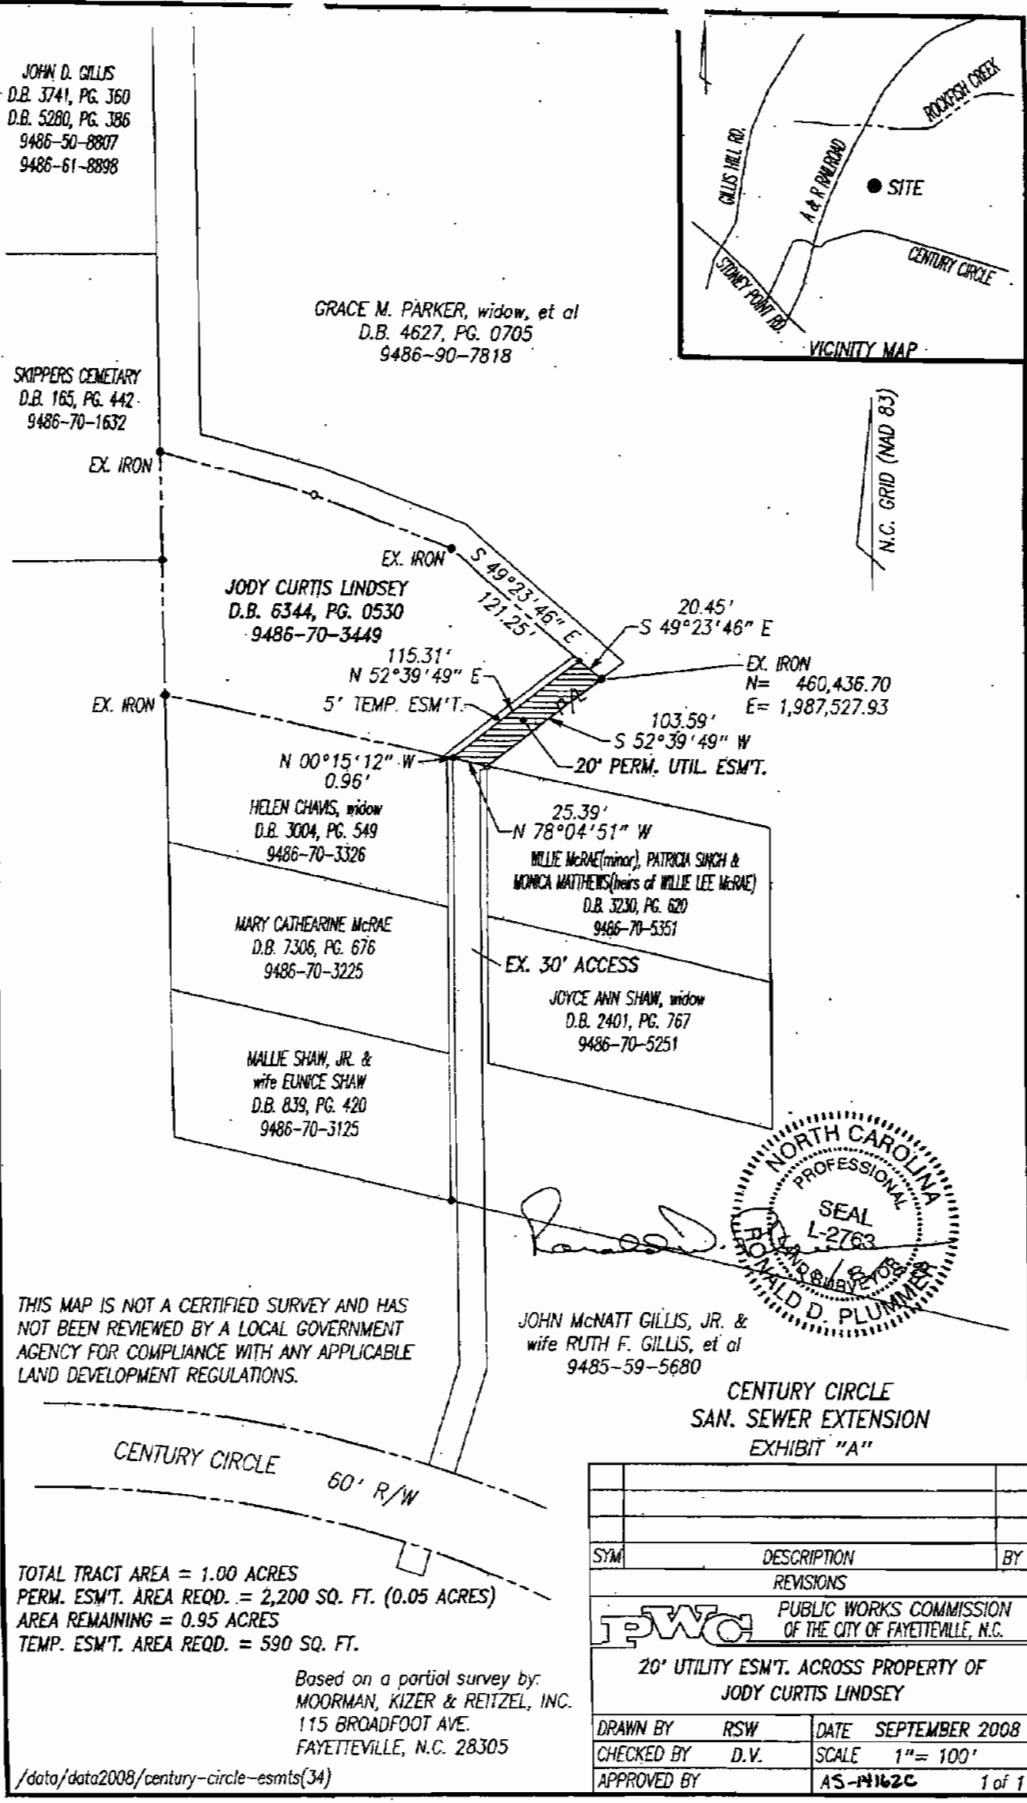 JOHN D. GILLIS
D.B. 3741, PG. 360
D.B. 5280, PG. 386
9486-50-8807
9486-61-8898
GILLIS HILL RD.
A & R RAILROAD
ROCKFISH CREEK
SITE
CENTURY CIRCLE
STONEY POINT RD.
VICINITY MAP
GRACE M. PARKER, widow, et al
D.B. 4627, PG. 0705
9486-90-7818
SKIPPERS CEMETARY
D.B. 165, PG. 442
9486-70-1632
N.C. GRID (NAD 83)
EX. IRON
EX. IRON
S 49°23'46" E
121.25'
JODY CURTIS LINDSEY
D.B. 6344, PG. 0530
9486-70-3449
20.45'
S 49°23'46" E
115.31'
N 52°39'49" E
5' TEMP. ESM'T.
EX. IRON
N= 460,436.70
E= 1,987,527.93
EX. IRON
103.59'
S 52°39'49" W
20' PERM. UTIL. ESM'T.
N 00°15'12" W
0.96'
25.39'
N 78°04'51" W
HELEN CHAVIS, widow
D.B. 3004, PG. 549
9486-70-3326
WILLIE McRAE(minor), PATRICIA SINGH &
MONICA MATTHEWS(heirs of WILLIE LEE McRAE)
D.B. 3230, PG. 620
9486-70-5351
MARY CATHEARINE McRAE
D.B. 7306, PG. 676
9486-70-3225
EX. 30' ACCESS
JOYCE ANN SHAW, widow
D.B. 2401, PG. 767
9486-70-5251
MALLIE SHAW, JR. &
wife EUNICE SHAW
D.B. 839, PG. 420
9486-70-3125
NORTH CAROLINA
PROFESSIONAL
SEAL
L-2763
LAND SURVEYOR
RONALD D. PLUMMER
THIS MAP IS NOT A CERTIFIED SURVEY AND HAS
NOT BEEN REVIEWED BY A LOCAL GOVERNMENT
AGENCY FOR COMPLIANCE WITH ANY APPLICABLE
LAND DEVELOPMENT REGULATIONS.
JOHN McNATT GILLIS, JR. &
wife RUTH F. GILLIS, et al
9485-59-5680
CENTURY CIRCLE
SAN. SEWER EXTENSION
EXHIBIT "A"
CENTURY CIRCLE 60' R/W
TOTAL TRACT AREA = 1.00 ACRES
PERM. ESM'T. AREA REQD. = 2,200 SQ. FT. (0.05 ACRES)
AREA REMAINING = 0.95 ACRES
TEMP. ESM'T. AREA REQD. = 590 SQ. FT.
Based on a partial survey by:
MOORMAN, KIZER & REITZEL, INC.
115 BROADFOOT AVE.
FAYETTEVILLE, N.C. 28305
/data/data2008/century-circle-esmts(34)
SYM DESCRIPTION BY
REVISIONS
PWC PUBLIC WORKS COMMISSION
OF THE CITY OF FAYETTEVILLE, N.C.
20' UTILITY ESM'T. ACROSS PROPERTY OF
JODY CURTIS LINDSEY
DRAWN BY RSW DATE SEPTEMBER 2008
CHECKED BY D.V. SCALE 1"= 100'
APPROVED BY AS-14162C 1 of 1